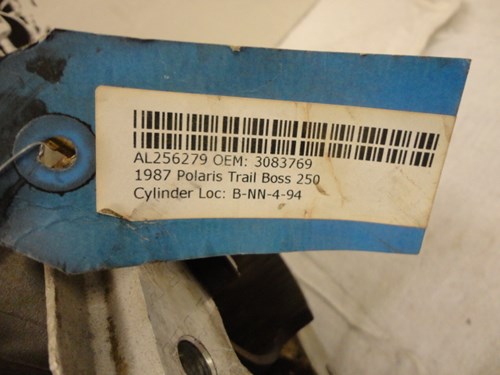 AL256279 OEM: 3083769
1987 Polaris Trail Boss 250
Cylinder Loc: B-NN-4-94